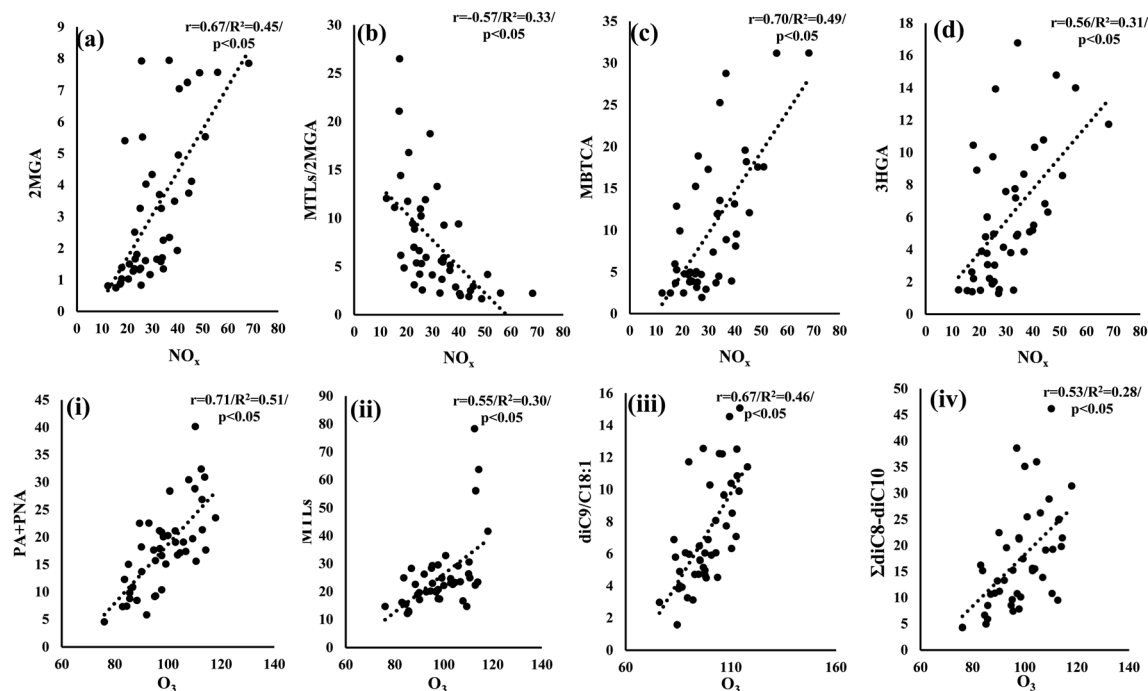 (a)
r=0.67/R²=0.45/
p<0.05
9
8
7
6
5
4
3
2
1
0
2MGA
0 10 20 30 40 50 60 70 80
NOx
(b)
r=-0.57/R²=0.33/
p<0.05
30
25
20
15
10
5
0
MTLs/2MGA
0 10 20 30 40 50 60 70 80
NOx
(c)
r=0.70/R²=0.49/
p<0.05
35
30
25
20
15
10
5
0
MBTCA
0 10 20 30 40 50 60 70 80
NOx
(d)
r=0.56/R²=0.31/
p<0.05
18
16
14
12
10
8
6
4
2
0
3HGA
0 10 20 30 40 50 60 70 80
NOx
(i)
r=0.71/R²=0.51/
p<0.05
45
40
35
30
25
20
15
10
5
0
PA+PNA
60 80 100 120 140
O3
(ii)
r=0.55/R²=0.30/
p<0.05
90
80
70
60
50
40
30
20
10
0
MTLs
60 80 100 120 140
O3
(iii)
r=0.67/R²=0.46/
p<0.05
16
14
12
10
8
6
4
2
0
diC9/C18:1
60 110 160
O3
(iv)
r=0.53/R²=0.28/
p<0.05
50
45
40
35
30
25
20
15
10
5
0
ΣdiC8-diC10
60 80 100 120 140
O3